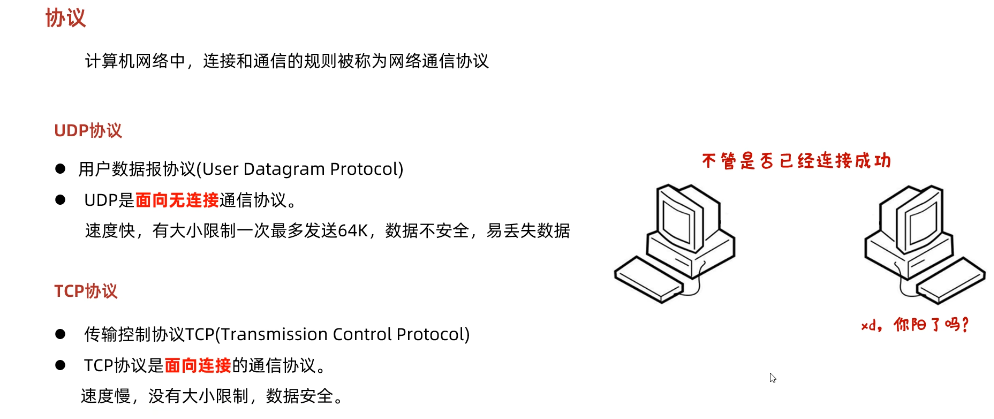 协议
计算机网络中，连接和通信的规则被称为网络通信协议
UDP协议
● 用户数据报协议(User Datagram Protocol)
● UDP是面向无连接通信协议。
速度快，有大小限制一次最多发送64K，数据不安全，易丢失数据
TCP协议
● 传输控制协议TCP(Transmission Control Protocol)
● TCP协议是面向连接的通信协议。
速度慢，没有大小限制，数据安全。
不管是否已经连接成功
xd，你阳了吗？